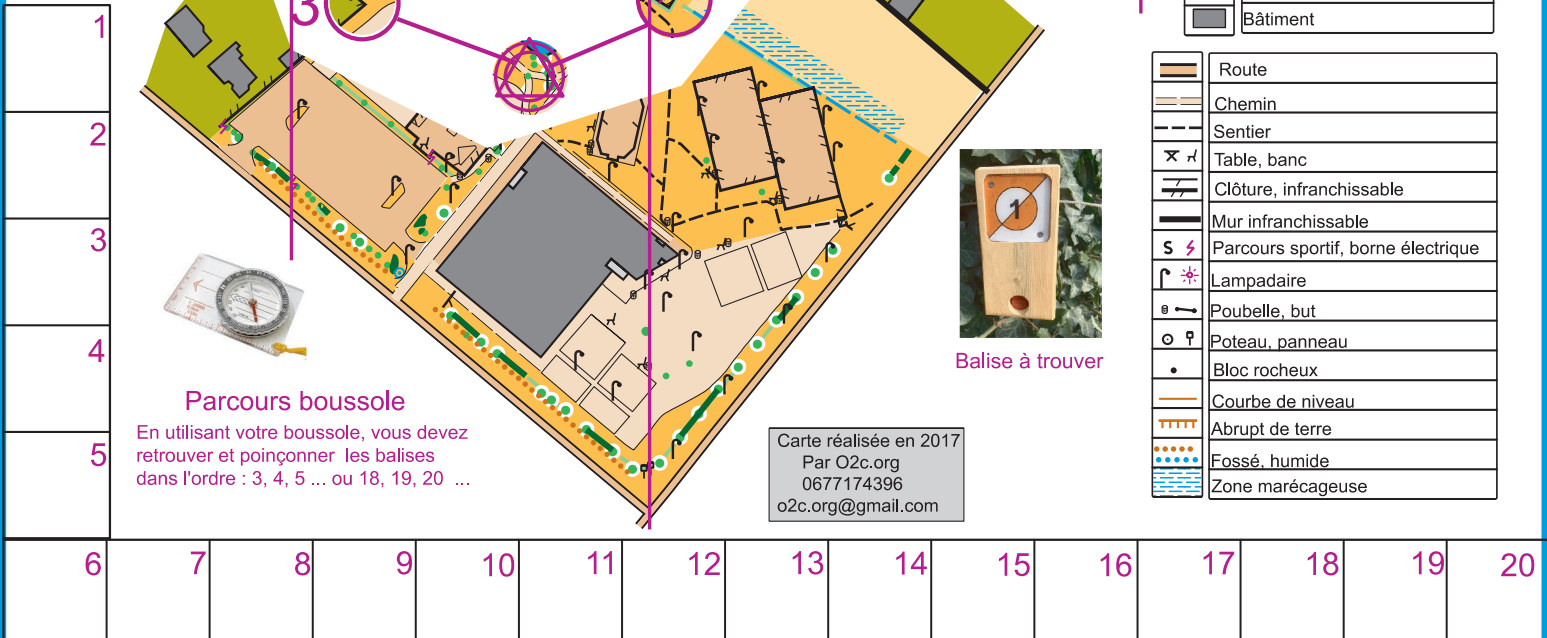 1
2
3
4
5
3
Parcours boussole
En utilisant votre boussole, vous devez
retrouver et poinçonner les balises
dans l'ordre : 3, 4, 5 ... ou 18, 19, 20 ...
Carte réalisée en 2017
Par O2c.org
0677174396
o2c.org@gmail.com
1
Balise à trouver
Bâtiment
Route
Chemin
Sentier
Table, banc
Clôture, infranchissable
Mur infranchissable
S Parcours sportif, borne électrique
Lampadaire
Poubelle, but
Poteau, panneau
Bloc rocheux
Courbe de niveau
Abrupt de terre
Fossé, humide
Zone marécageuse
6 7 8 9 10 11 12 13 14 15 16 17 18 19 20